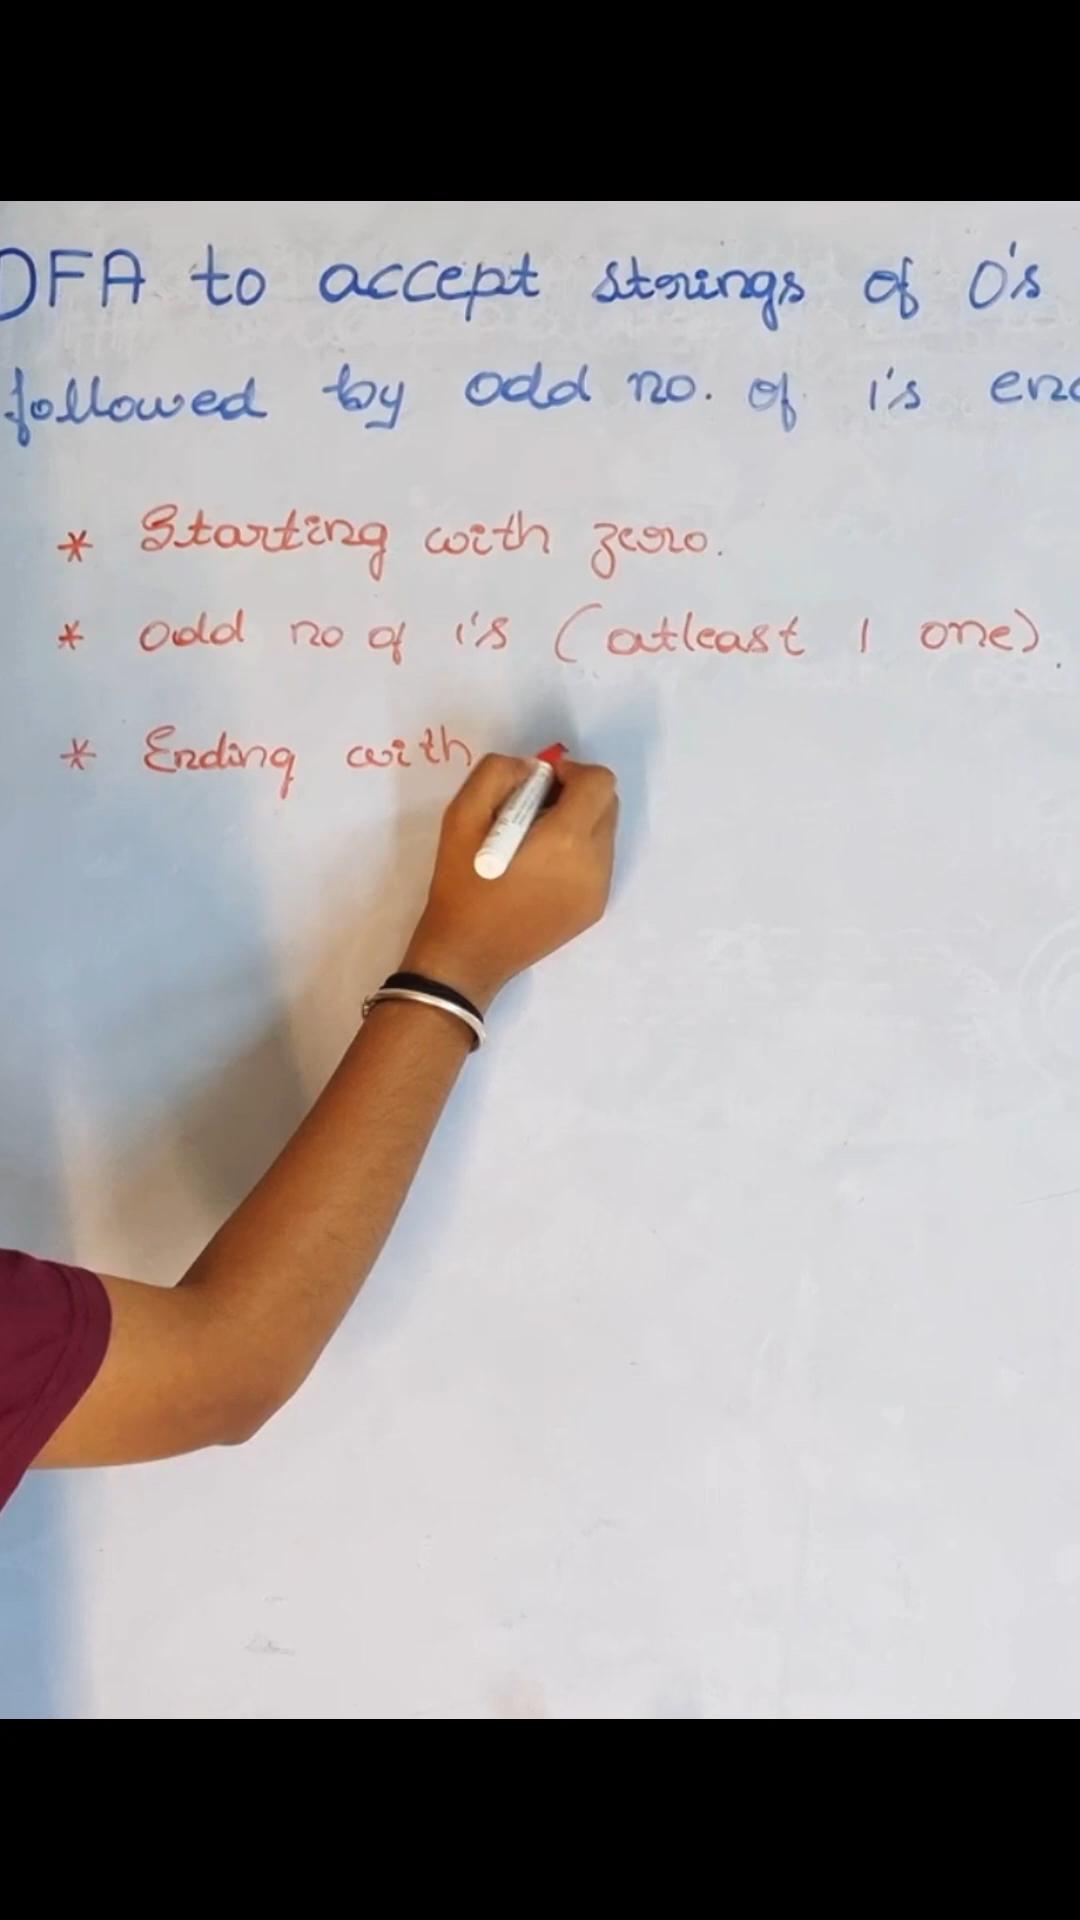 DFA to accept strings of 0's
followed by odd no. of 1's
* Starting with zero.
* odd no of 1's (atleast 1 one).
* Ending with